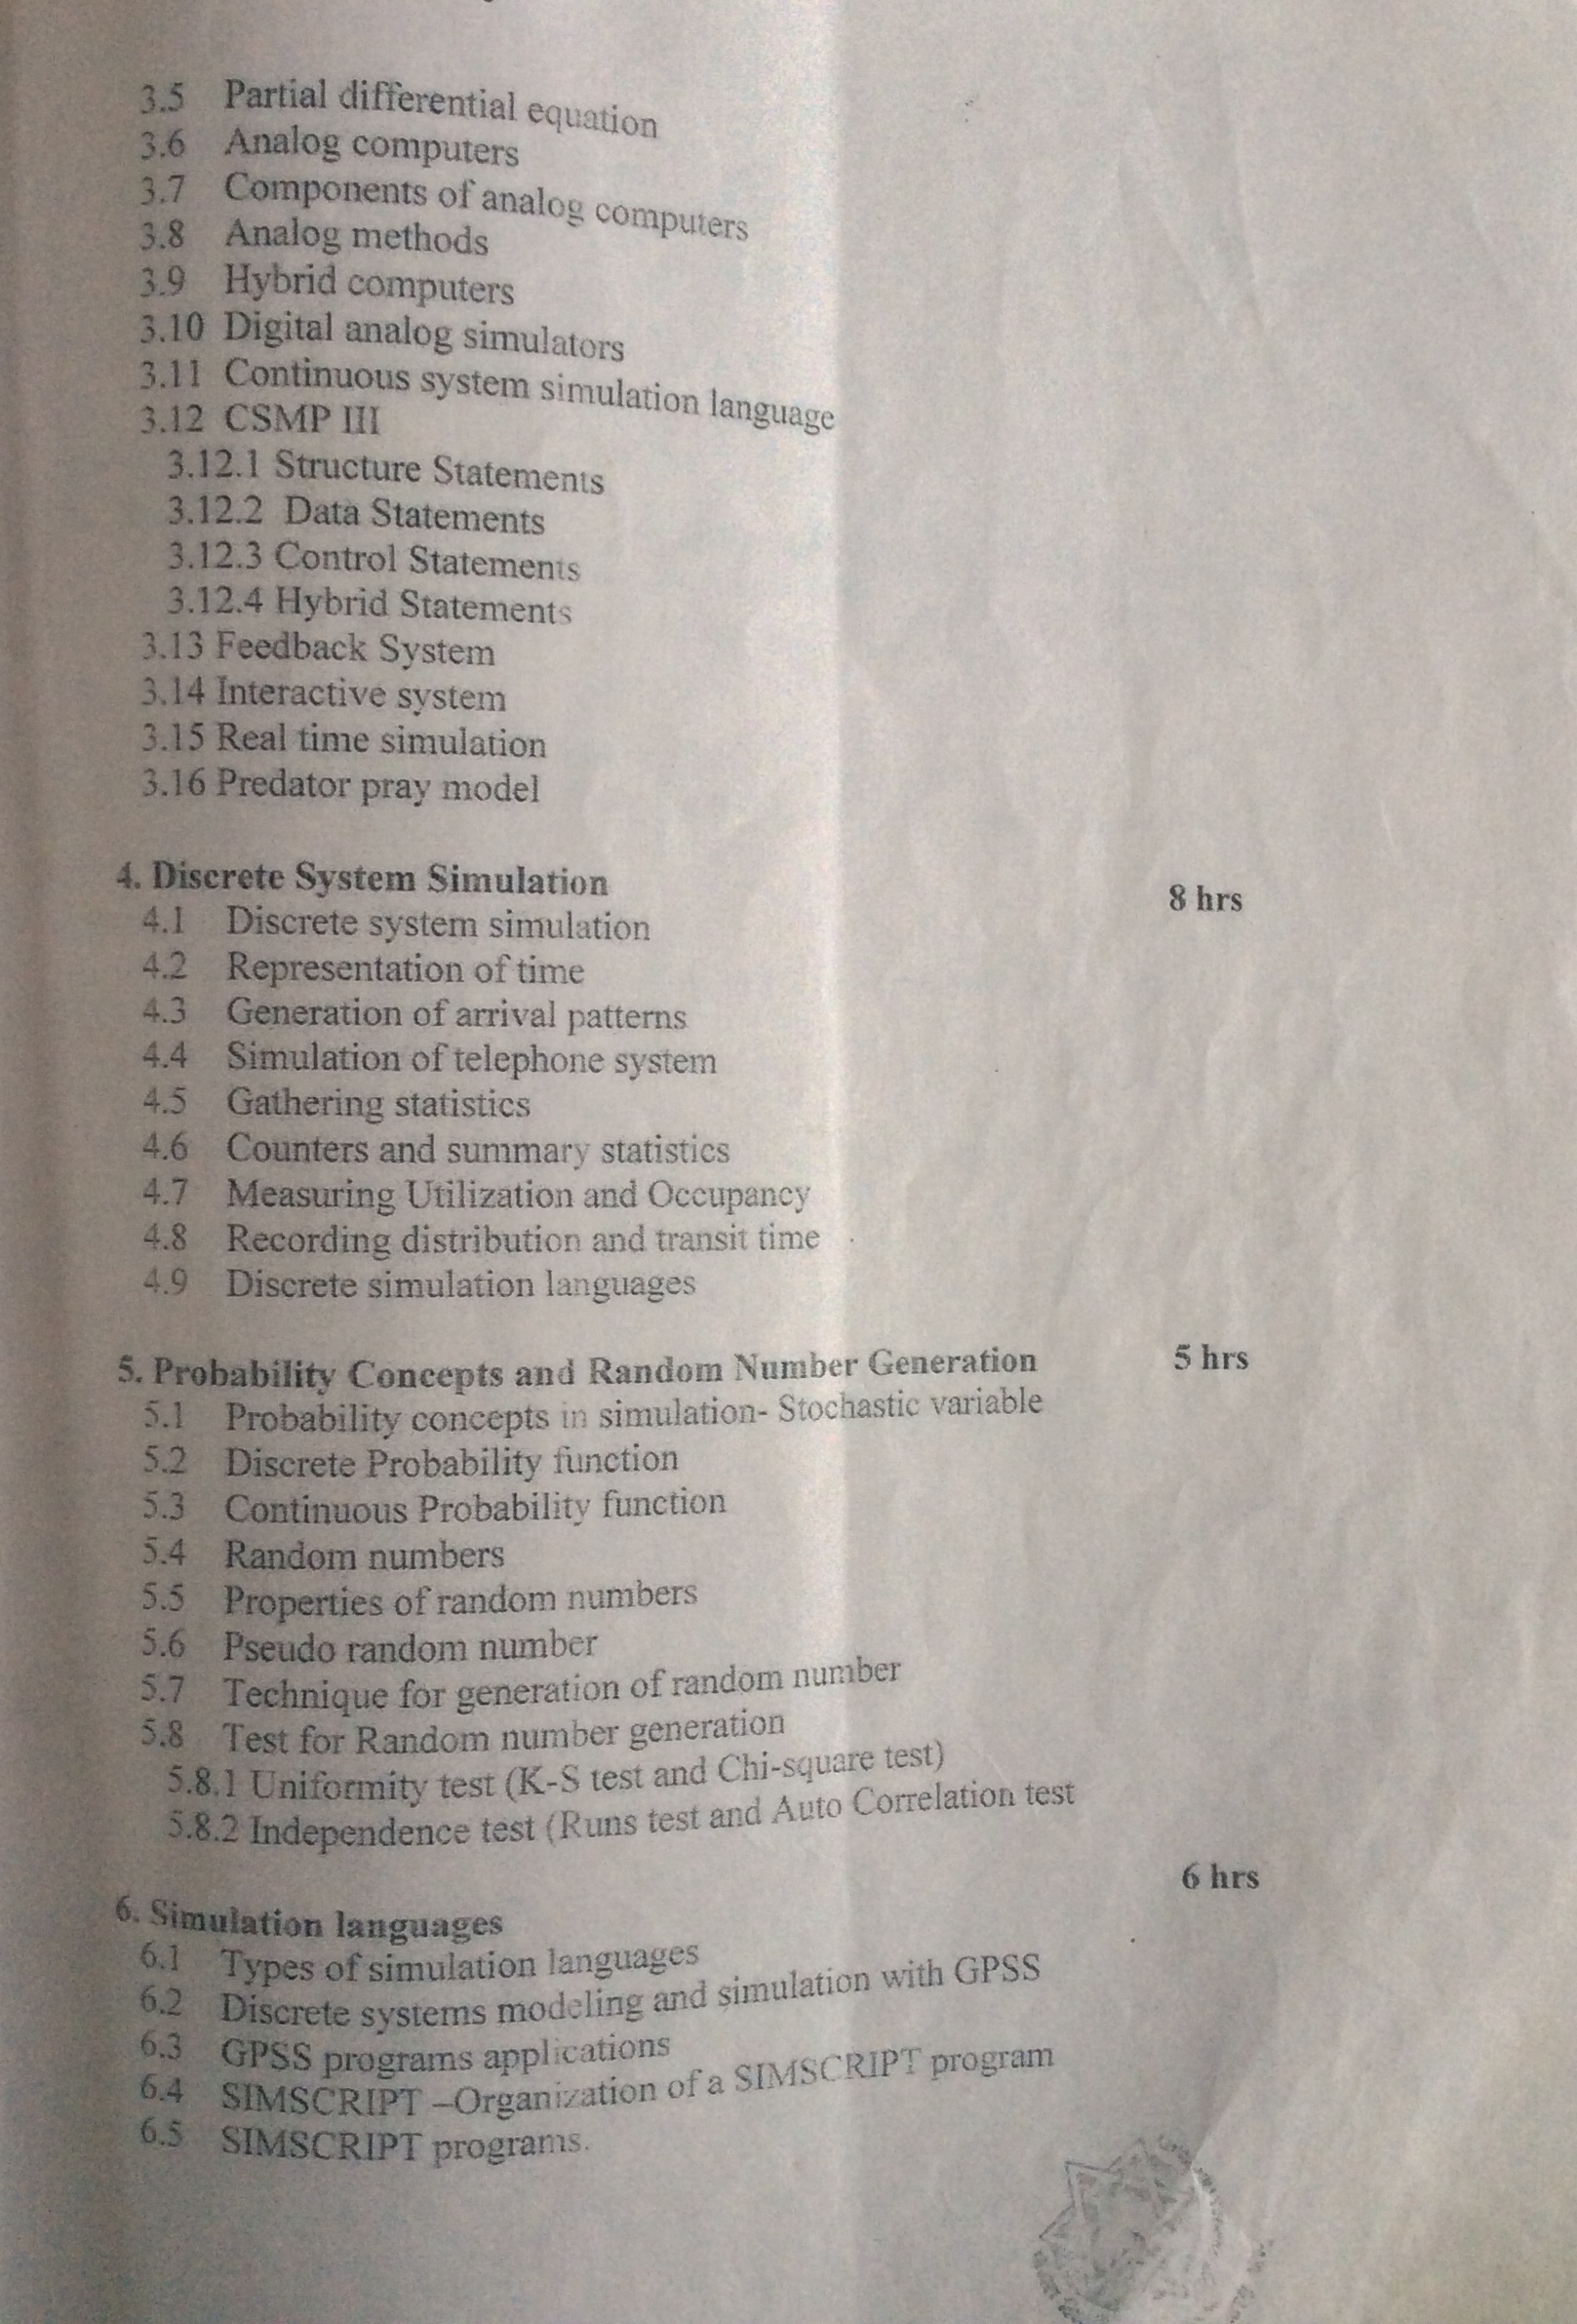 3.5 Partial differential equation
3.6 Analog computers
3.7 Components of analog computers
3.8 Analog methods
3.9 Hybrid computers
3.10 Digital analog simulators
3.11 Continuous system simulation language
3.12 CSMP III
3.12.1 Structure Statements
3.12.2 Data Statements
3.12.3 Control Statements
3.12.4 Hybrid Statements
3.13 Feedback System
3.14 Interactive system
3.15 Real time simulation
3.16 Predator pray model
4. Discrete System Simulation 8 hrs
4.1 Discrete system simulation
4.2 Representation of time
4.3 Generation of arrival patterns
4.4 Simulation of telephone system
4.5 Gathering statistics
4.6 Counters and summary statistics
4.7 Measuring Utilization and Occupancy
4.8 Recording distribution and transit time
4.9 Discrete simulation languages
5. Probability Concepts and Random Number Generation 5 hrs
5.1 Probability concepts in simulation- Stochastic variable
5.2 Discrete Probability function
5.3 Continuous Probability function
5.4 Random numbers
5.5 Properties of random numbers
5.6 Pseudo random number
5.7 Technique for generation of random number
5.8 Test for Random number generation
5.8.1 Uniformity test (K-S test and Chi-square test)
5.8.2 Independence test (Runs test and Auto Correlation test
6. Simulation languages 6 hrs
6.1 Types of simulation languages
6.2 Discrete systems modeling and simulation with GPSS
6.3 GPSS programs applications
6.4 SIMSCRIPT –Organization of a SIMSCRIPT program
6.5 SIMSCRIPT programs.